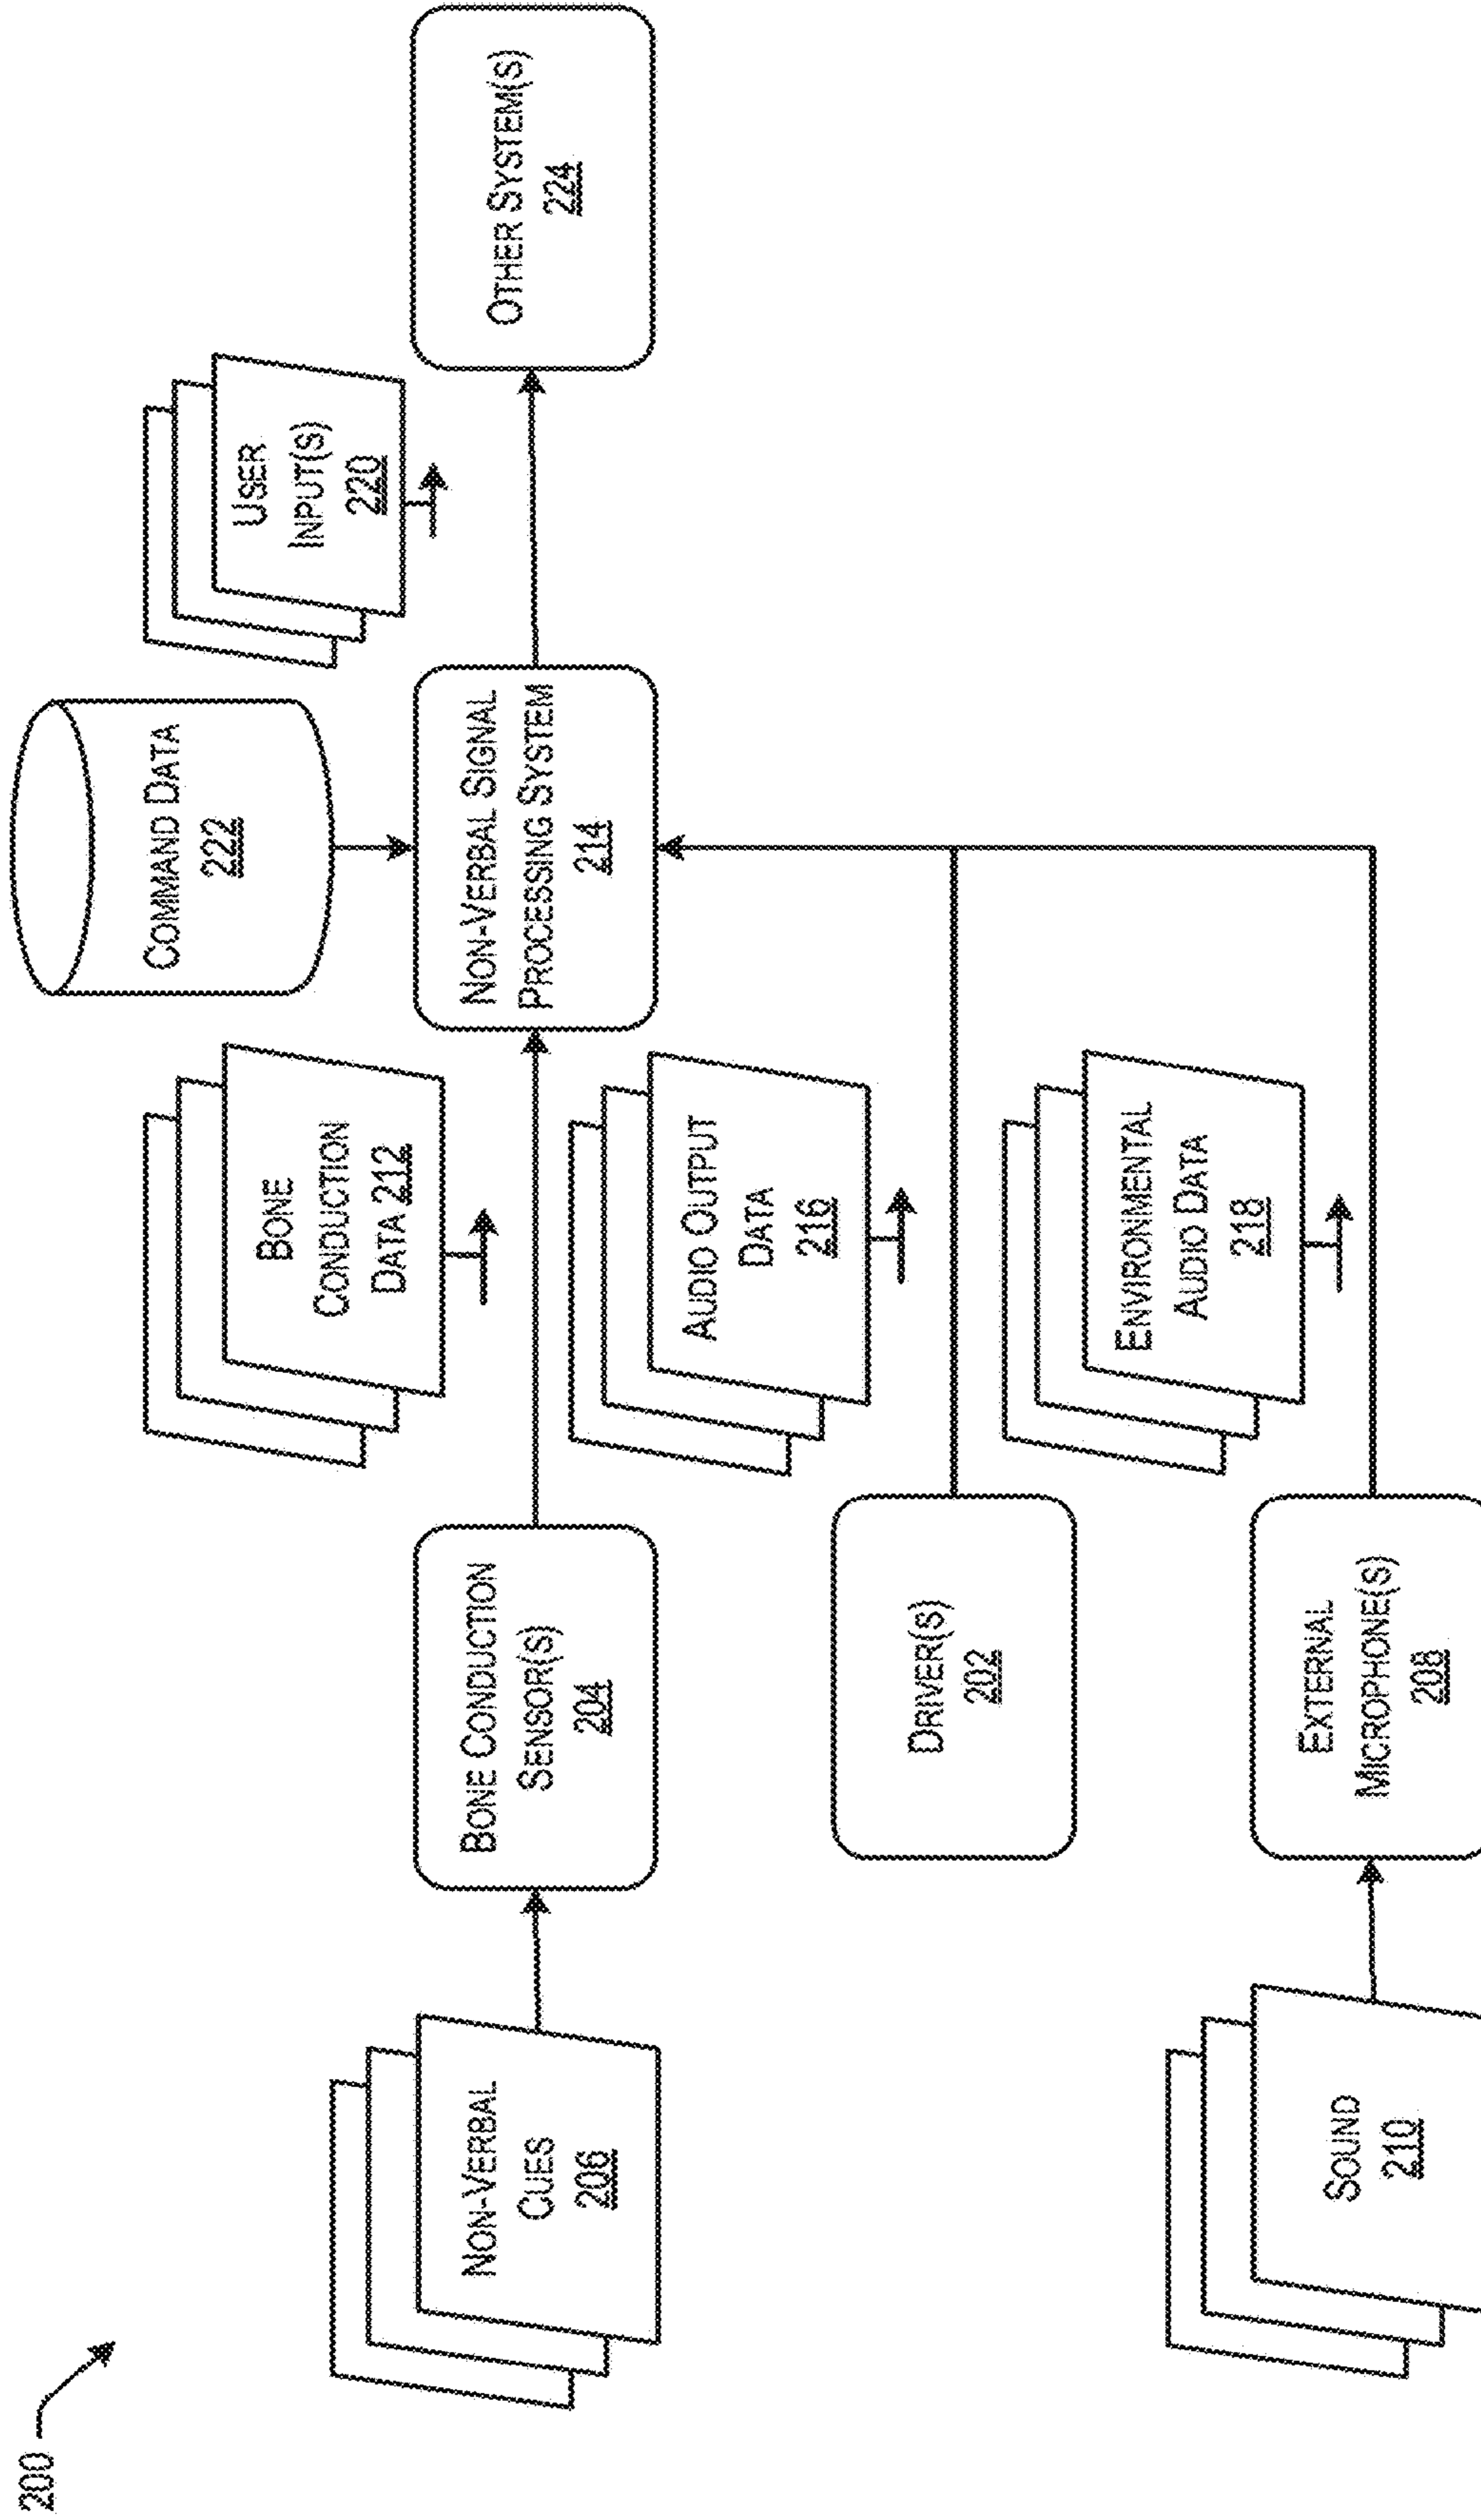 200
COMMAND DATA
222
USER
INPUT(S)
220
BONE
CONDUCTION
DATA 212
NON-VERBAL
CUES
206
BONE CONDUCTION
SENSOR(S)
204
NON-VERBAL SIGNAL
PROCESSING SYSTEM
214
OTHER SYSTEM(S)
224
AUDIO OUTPUT
DATA
216
DRIVER(S)
202
ENVIRONMENTAL
AUDIO DATA
218
SOUND
210
EXTERNAL
MICROPHONE(S)
208